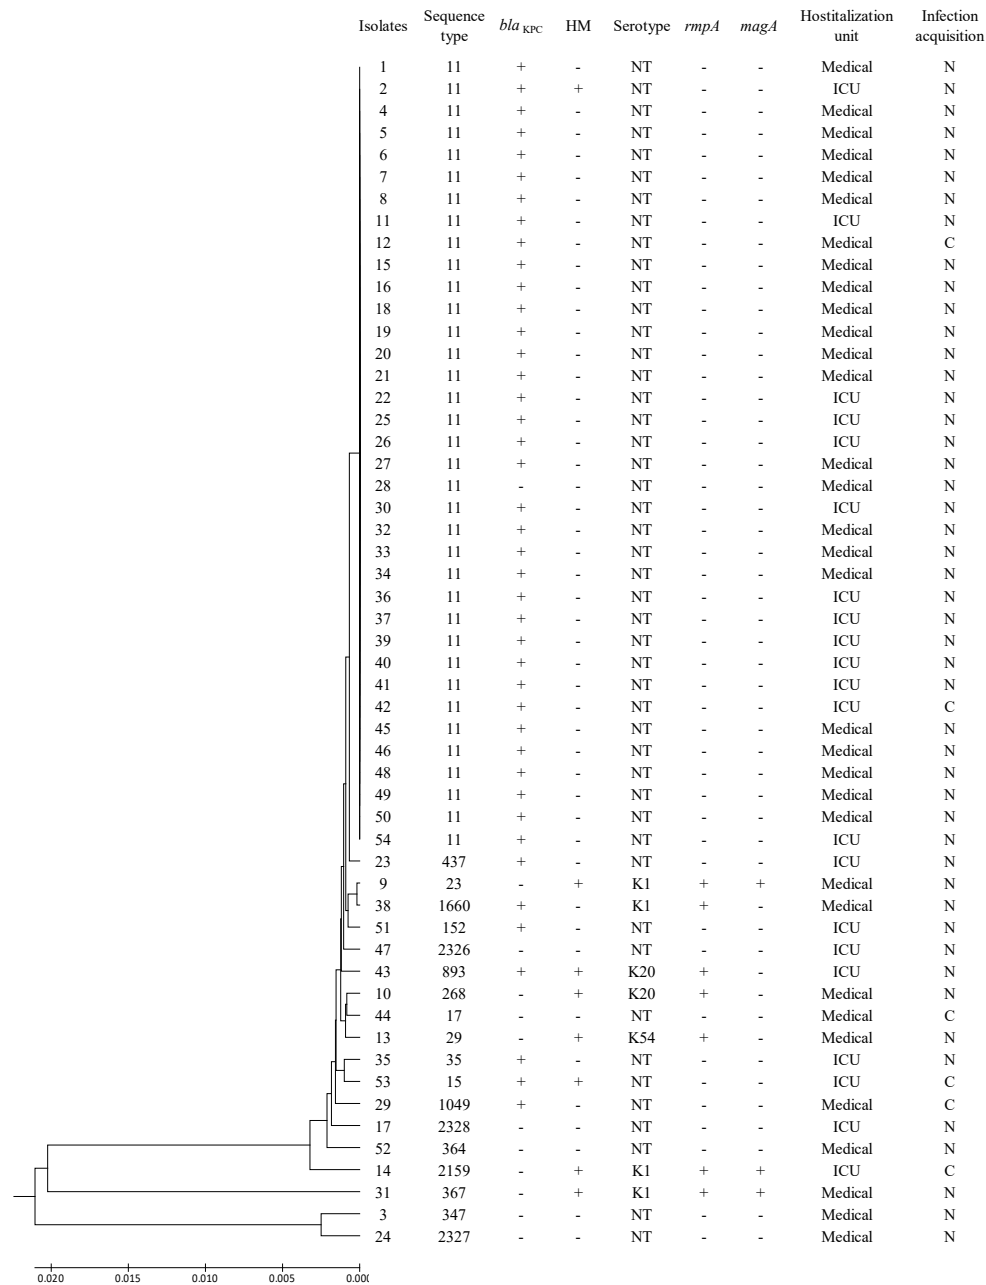 Isolates Sequence type bla KPC HM Serotype rmpA magA Hostitalization unit Infection acquisition
1 11 + - NT - - Medical N
2 11 + + NT - - ICU N
4 11 + - NT - - Medical N
5 11 + - NT - - Medical N
6 11 + - NT - - Medical N
7 11 + - NT - - Medical N
8 11 + - NT - - Medical N
11 11 + - NT - - ICU N
12 11 + - NT - - Medical C
15 11 + - NT - - Medical N
16 11 + - NT - - Medical N
18 11 + - NT - - Medical N
19 11 + - NT - - Medical N
20 11 + - NT - - Medical N
21 11 + - NT - - Medical N
22 11 + - NT - - ICU N
25 11 + - NT - - ICU N
26 11 + - NT - - ICU N
27 11 + - NT - - Medical N
28 11 - - NT - - Medical N
30 11 + - NT - - ICU N
32 11 + - NT - - Medical N
33 11 + - NT - - Medical N
34 11 + - NT - - Medical N
36 11 + - NT - - ICU N
37 11 + - NT - - ICU N
39 11 + - NT - - ICU N
40 11 + - NT - - ICU N
41 11 + - NT - - ICU N
42 11 + - NT - - ICU C
45 11 + - NT - - Medical N
46 11 + - NT - - Medical N
48 11 + - NT - - Medical N
49 11 + - NT - - Medical N
50 11 + - NT - - Medical N
54 11 + - NT - - ICU N
23 437 + - NT - - ICU N
9 23 - + K1 + + Medical N
38 1660 + - K1 + - Medical N
51 152 + - NT - - ICU N
47 2326 - - NT - - ICU N
43 893 + + K20 + - ICU N
10 268 - + K20 + - Medical N
44 17 - - NT - - Medical C
13 29 - + K54 + - Medical N
35 35 + - NT - - ICU N
53 15 + + NT - - ICU C
29 1049 + - NT - - Medical C
17 2328 - - NT - - ICU N
52 364 - - NT - - Medical N
14 2159 - + K1 + + ICU C
31 367 - + K1 + + Medical N
3 347 - - NT - - Medical N
24 2327 - - NT - - Medical N
0.020 0.015 0.010 0.005 0.000